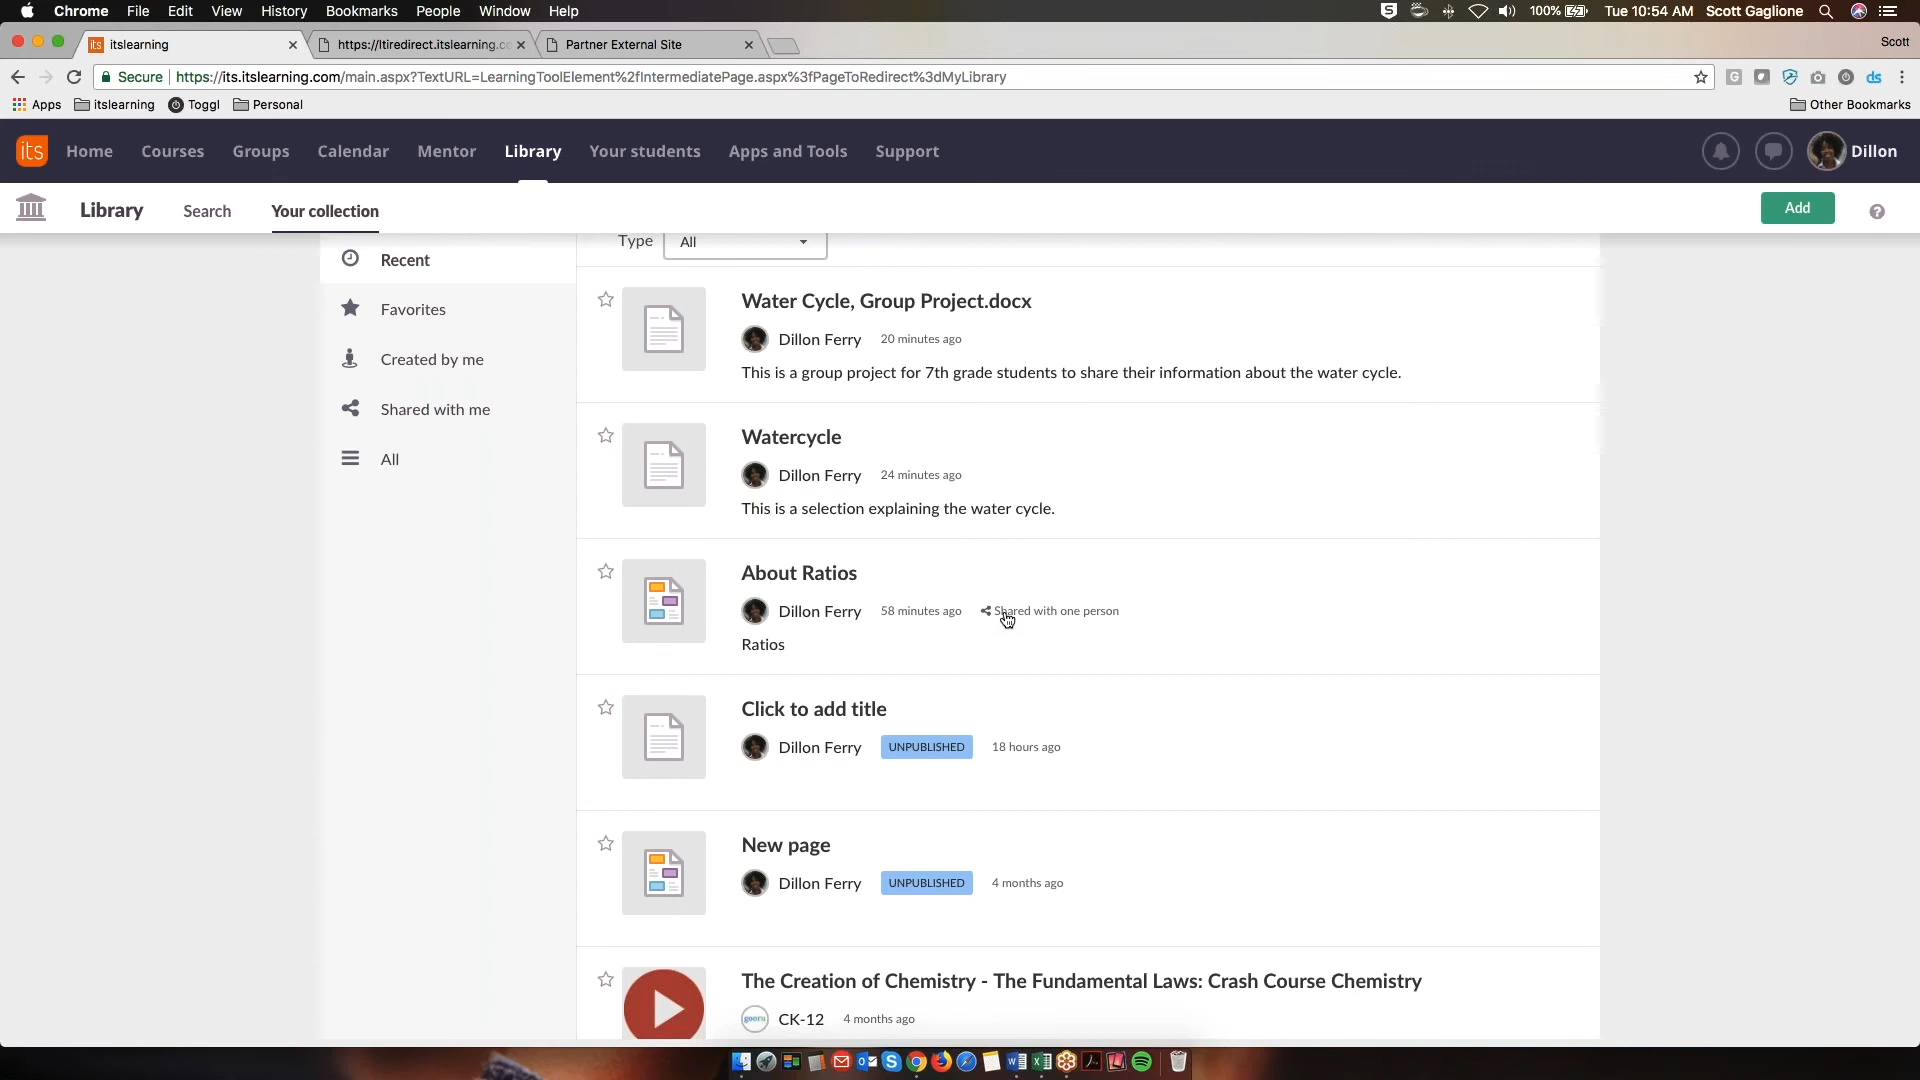 Chrome File Edit View History Bookmarks People Window Help 100% Tue 10:54 AM Scott Gaglione
its itslearning https://ltiredirect.itslearning.co Partner External Site Scott
Secure https://its.itslearning.com/main.aspx?TextURL=LearningToolElement%2fIntermediatePage.aspx%3fPageToRedirect%3dMyLibrary
Apps itslearning Toggl Personal Other Bookmarks
its Home Courses Groups Calendar Mentor Library Your students Apps and Tools Support Dillon
Library Search Your collection Add
Type All
Recent
Favorites
Created by me
Shared with me
All
Water Cycle, Group Project.docx
Dillon Ferry 20 minutes ago
This is a group project for 7th grade students to share their information about the water cycle.
Watercycle
Dillon Ferry 24 minutes ago
This is a selection explaining the water cycle.
About Ratios
Dillon Ferry 58 minutes ago Shared with one person
Ratios
Click to add title
Dillon Ferry UNPUBLISHED 18 hours ago
New page
Dillon Ferry UNPUBLISHED 4 months ago
The Creation of Chemistry - The Fundamental Laws: Crash Course Chemistry
gooru CK-12 4 months ago